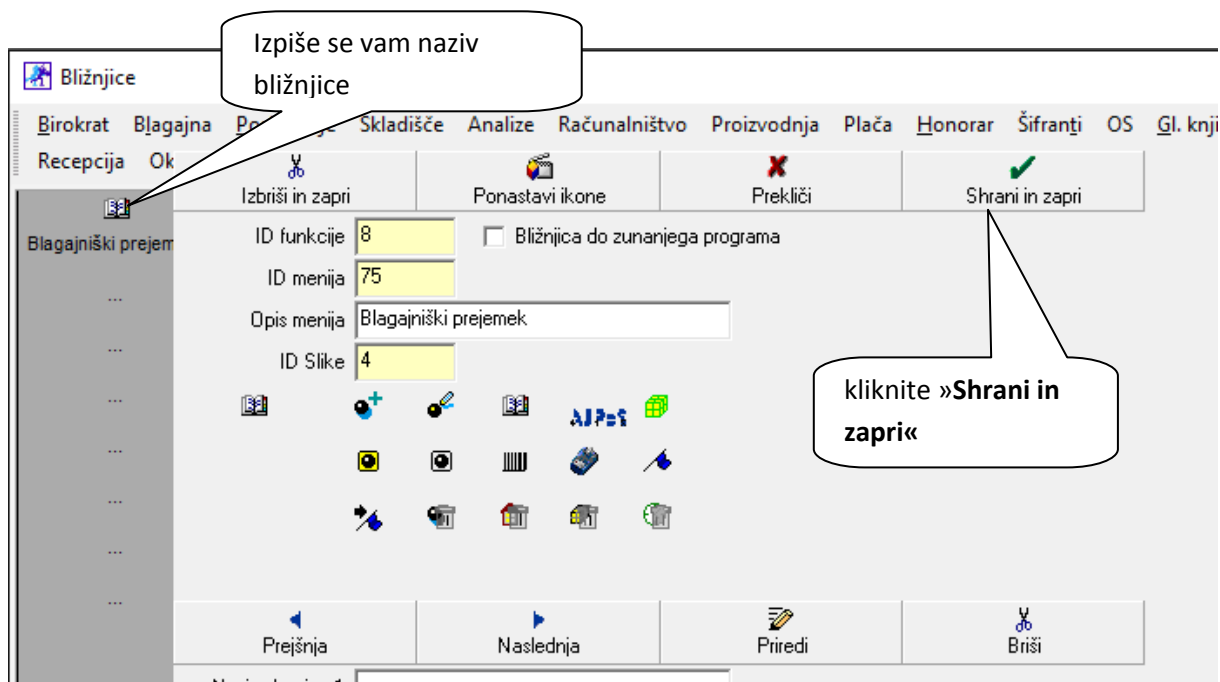 Izpiše se vam naziv
bližnjice
Bližnjice
Birokrat Blagajna Skladišče Analize Računalništvo Proizvodnja Plača Honorar Šifranti OS Gl. knji
Recepcija Ok
Izbriši in zapri Ponastavi ikone Prekliči Shrani in zapri
Blagajniški prejem
ID funkcije 8 Bližnjica do zunanjega programa
ID menija 75
...
Opis menija Blagajniški prejemek
...
ID Slike 4
...
kliknite »Shrani in
zapri«
...
...
...
...
Prejšnja Naslednja Priredi Briši